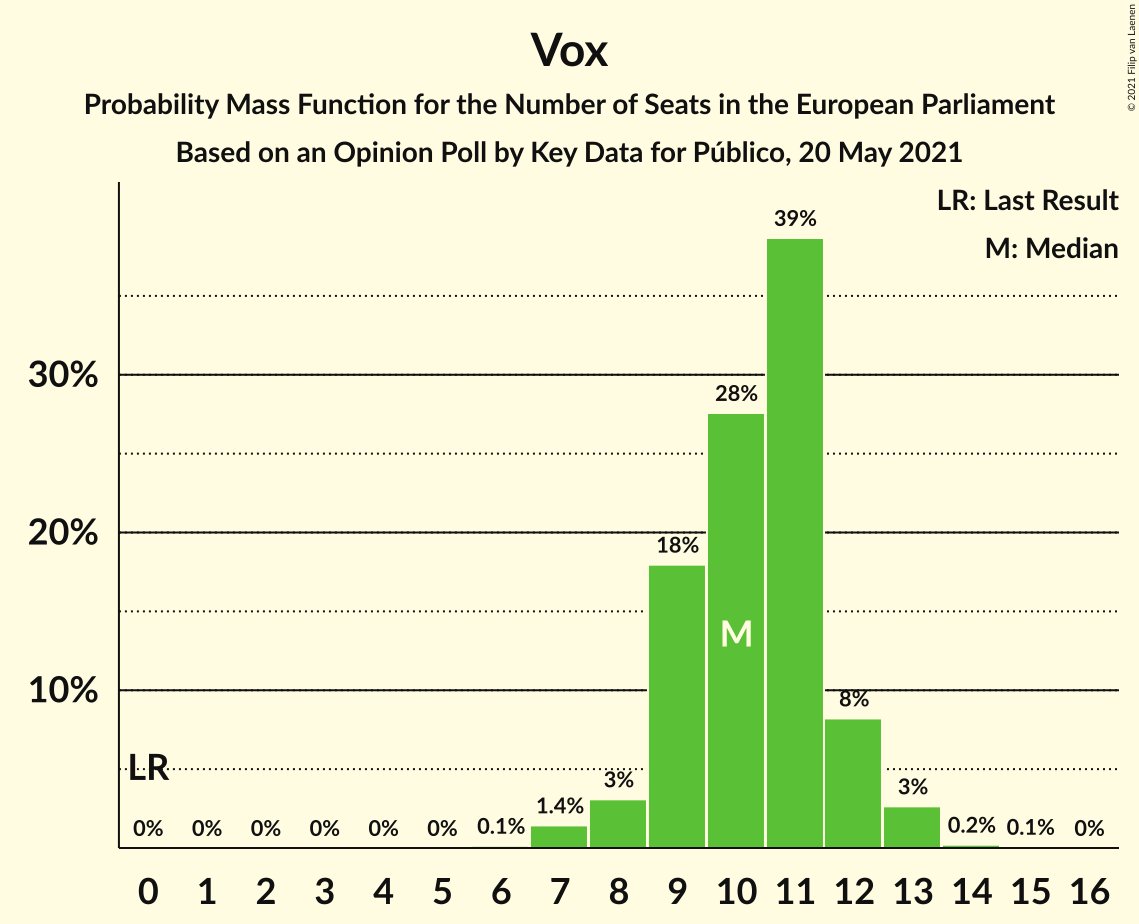 Vox
Probability Mass Function for the Number of Seats in the European Parliament
Based on an Opinion Poll by Key Data for Público, 20 May 2021
© 2021 Filip van Laenen
LR: Last Result
M: Median
39%
30%
28%
20%
18%
M
10%
8%
LR
3%
3%
1.4%
0% 0% 0% 0% 0% 0% 0.1% 0.2% 0.1% 0%
0 1 2 3 4 5 6 7 8 9 10 11 12 13 14 15 16